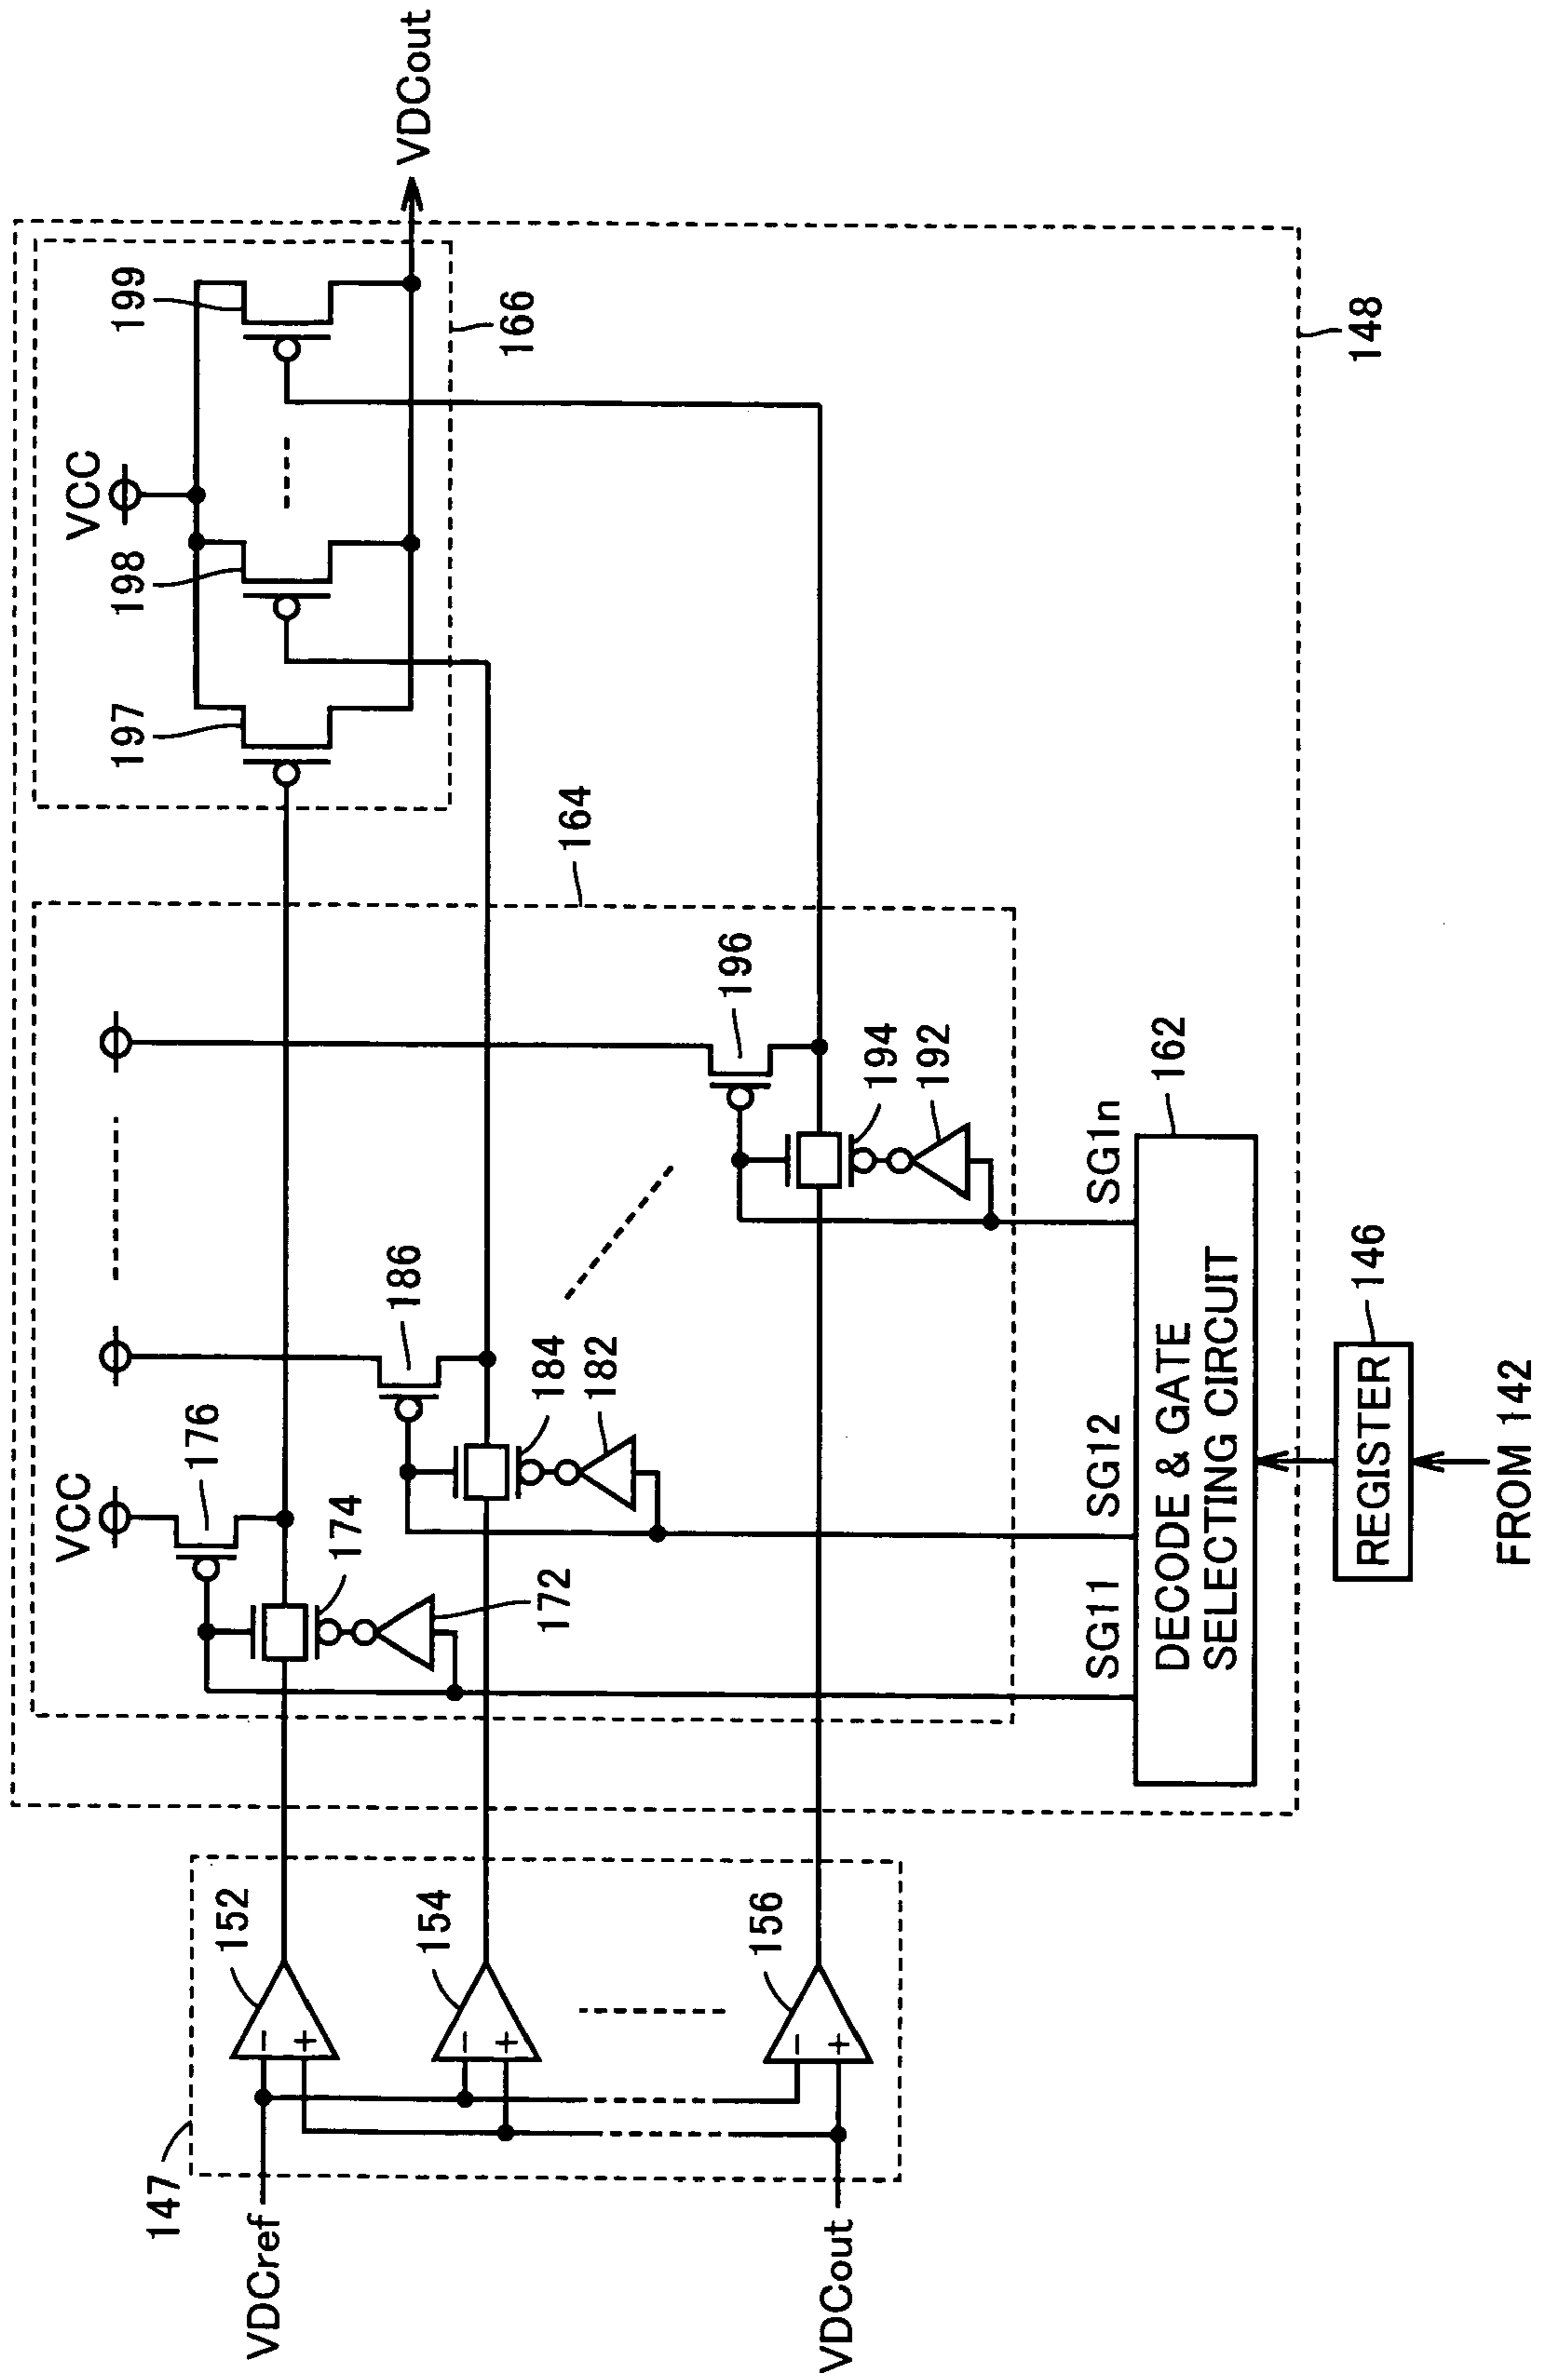 VDCref
147
152
154
156
VDCout
VCC
176
174
172
186
184
182
196
194
192
164
VCC
197
198
199
166
VDCout
148
SG11
SG12
SG1n
162
DECODE & GATE
SELECTING CIRCUIT
146
REGISTER
FROM 142